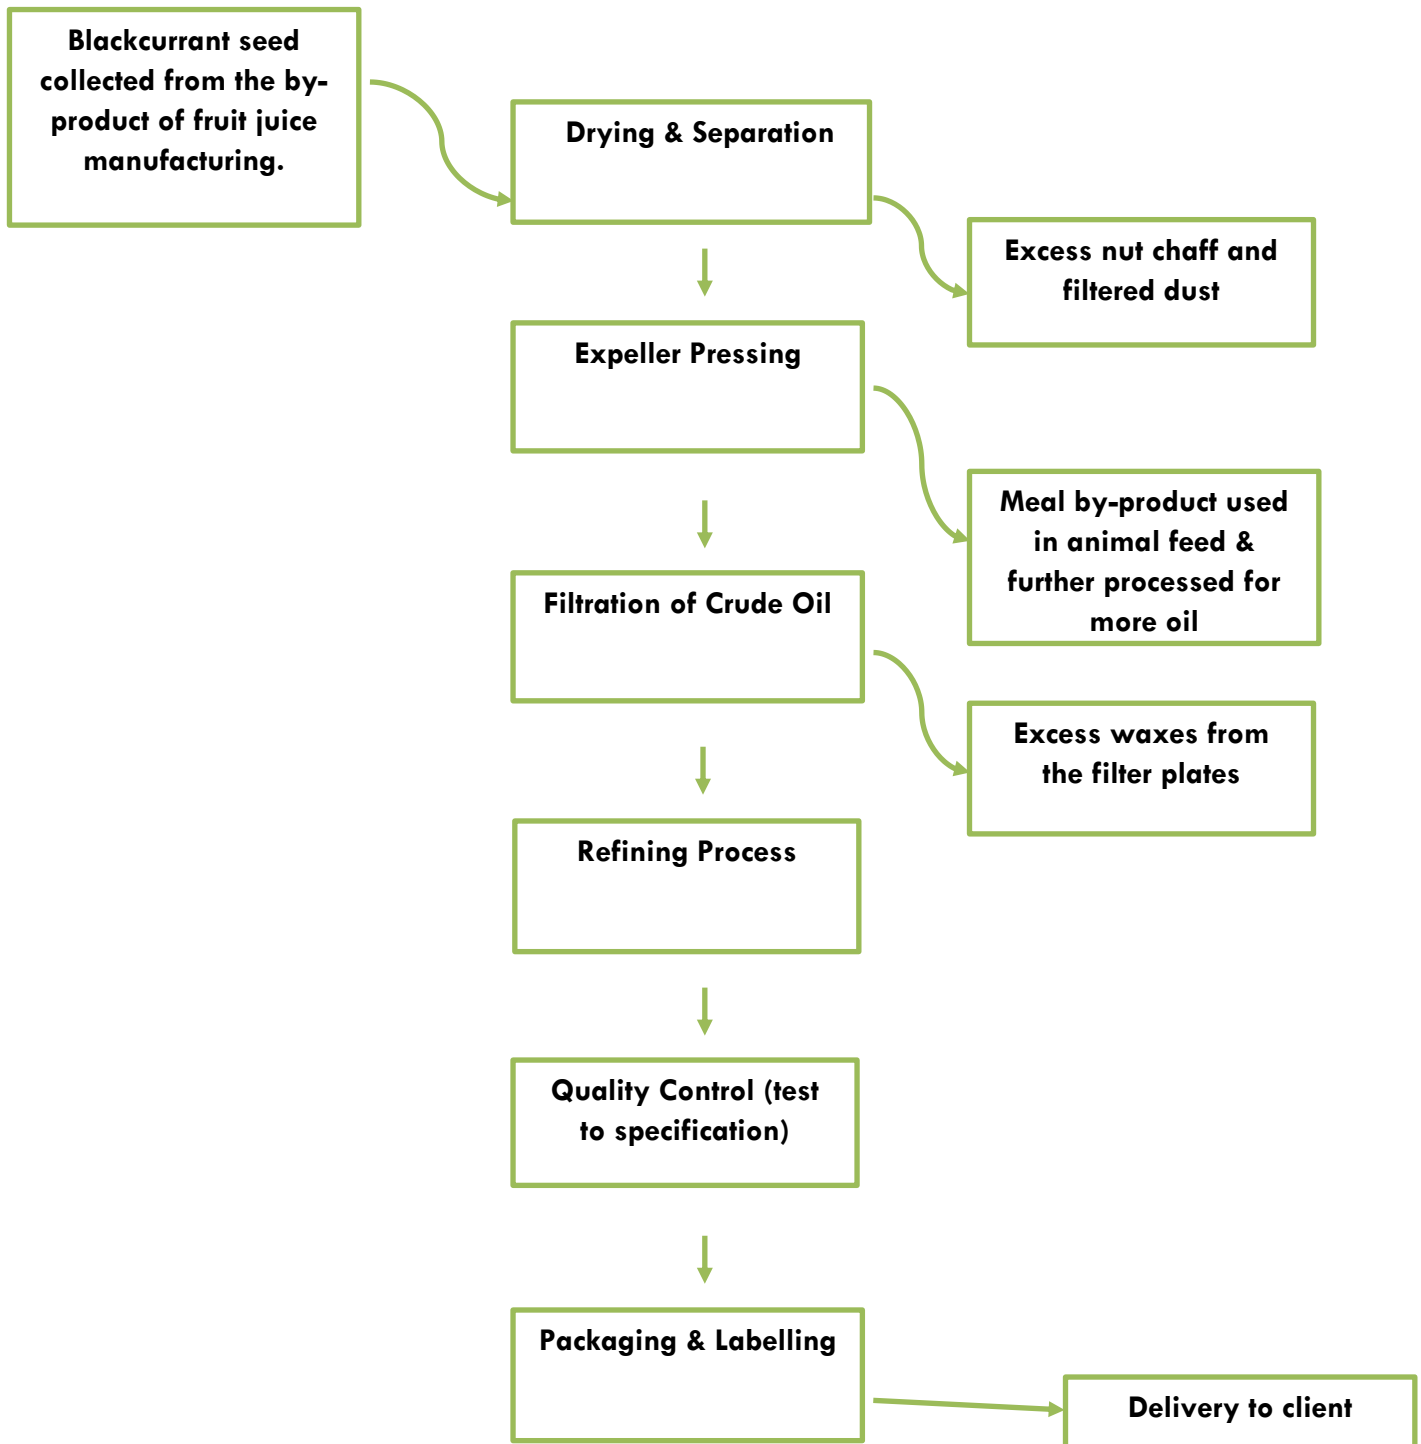 Blackcurrant seed
collected from the by-
product of fruit juice
manufacturing.
Drying & Separation
Excess nut chaff and
filtered dust
Expeller Pressing
Meal by-product used
in animal feed &
further processed for
more oil
Filtration of Crude Oil
Excess waxes from
the filter plates
Refining Process
Quality Control (test
to specification)
Packaging & Labelling
Delivery to client